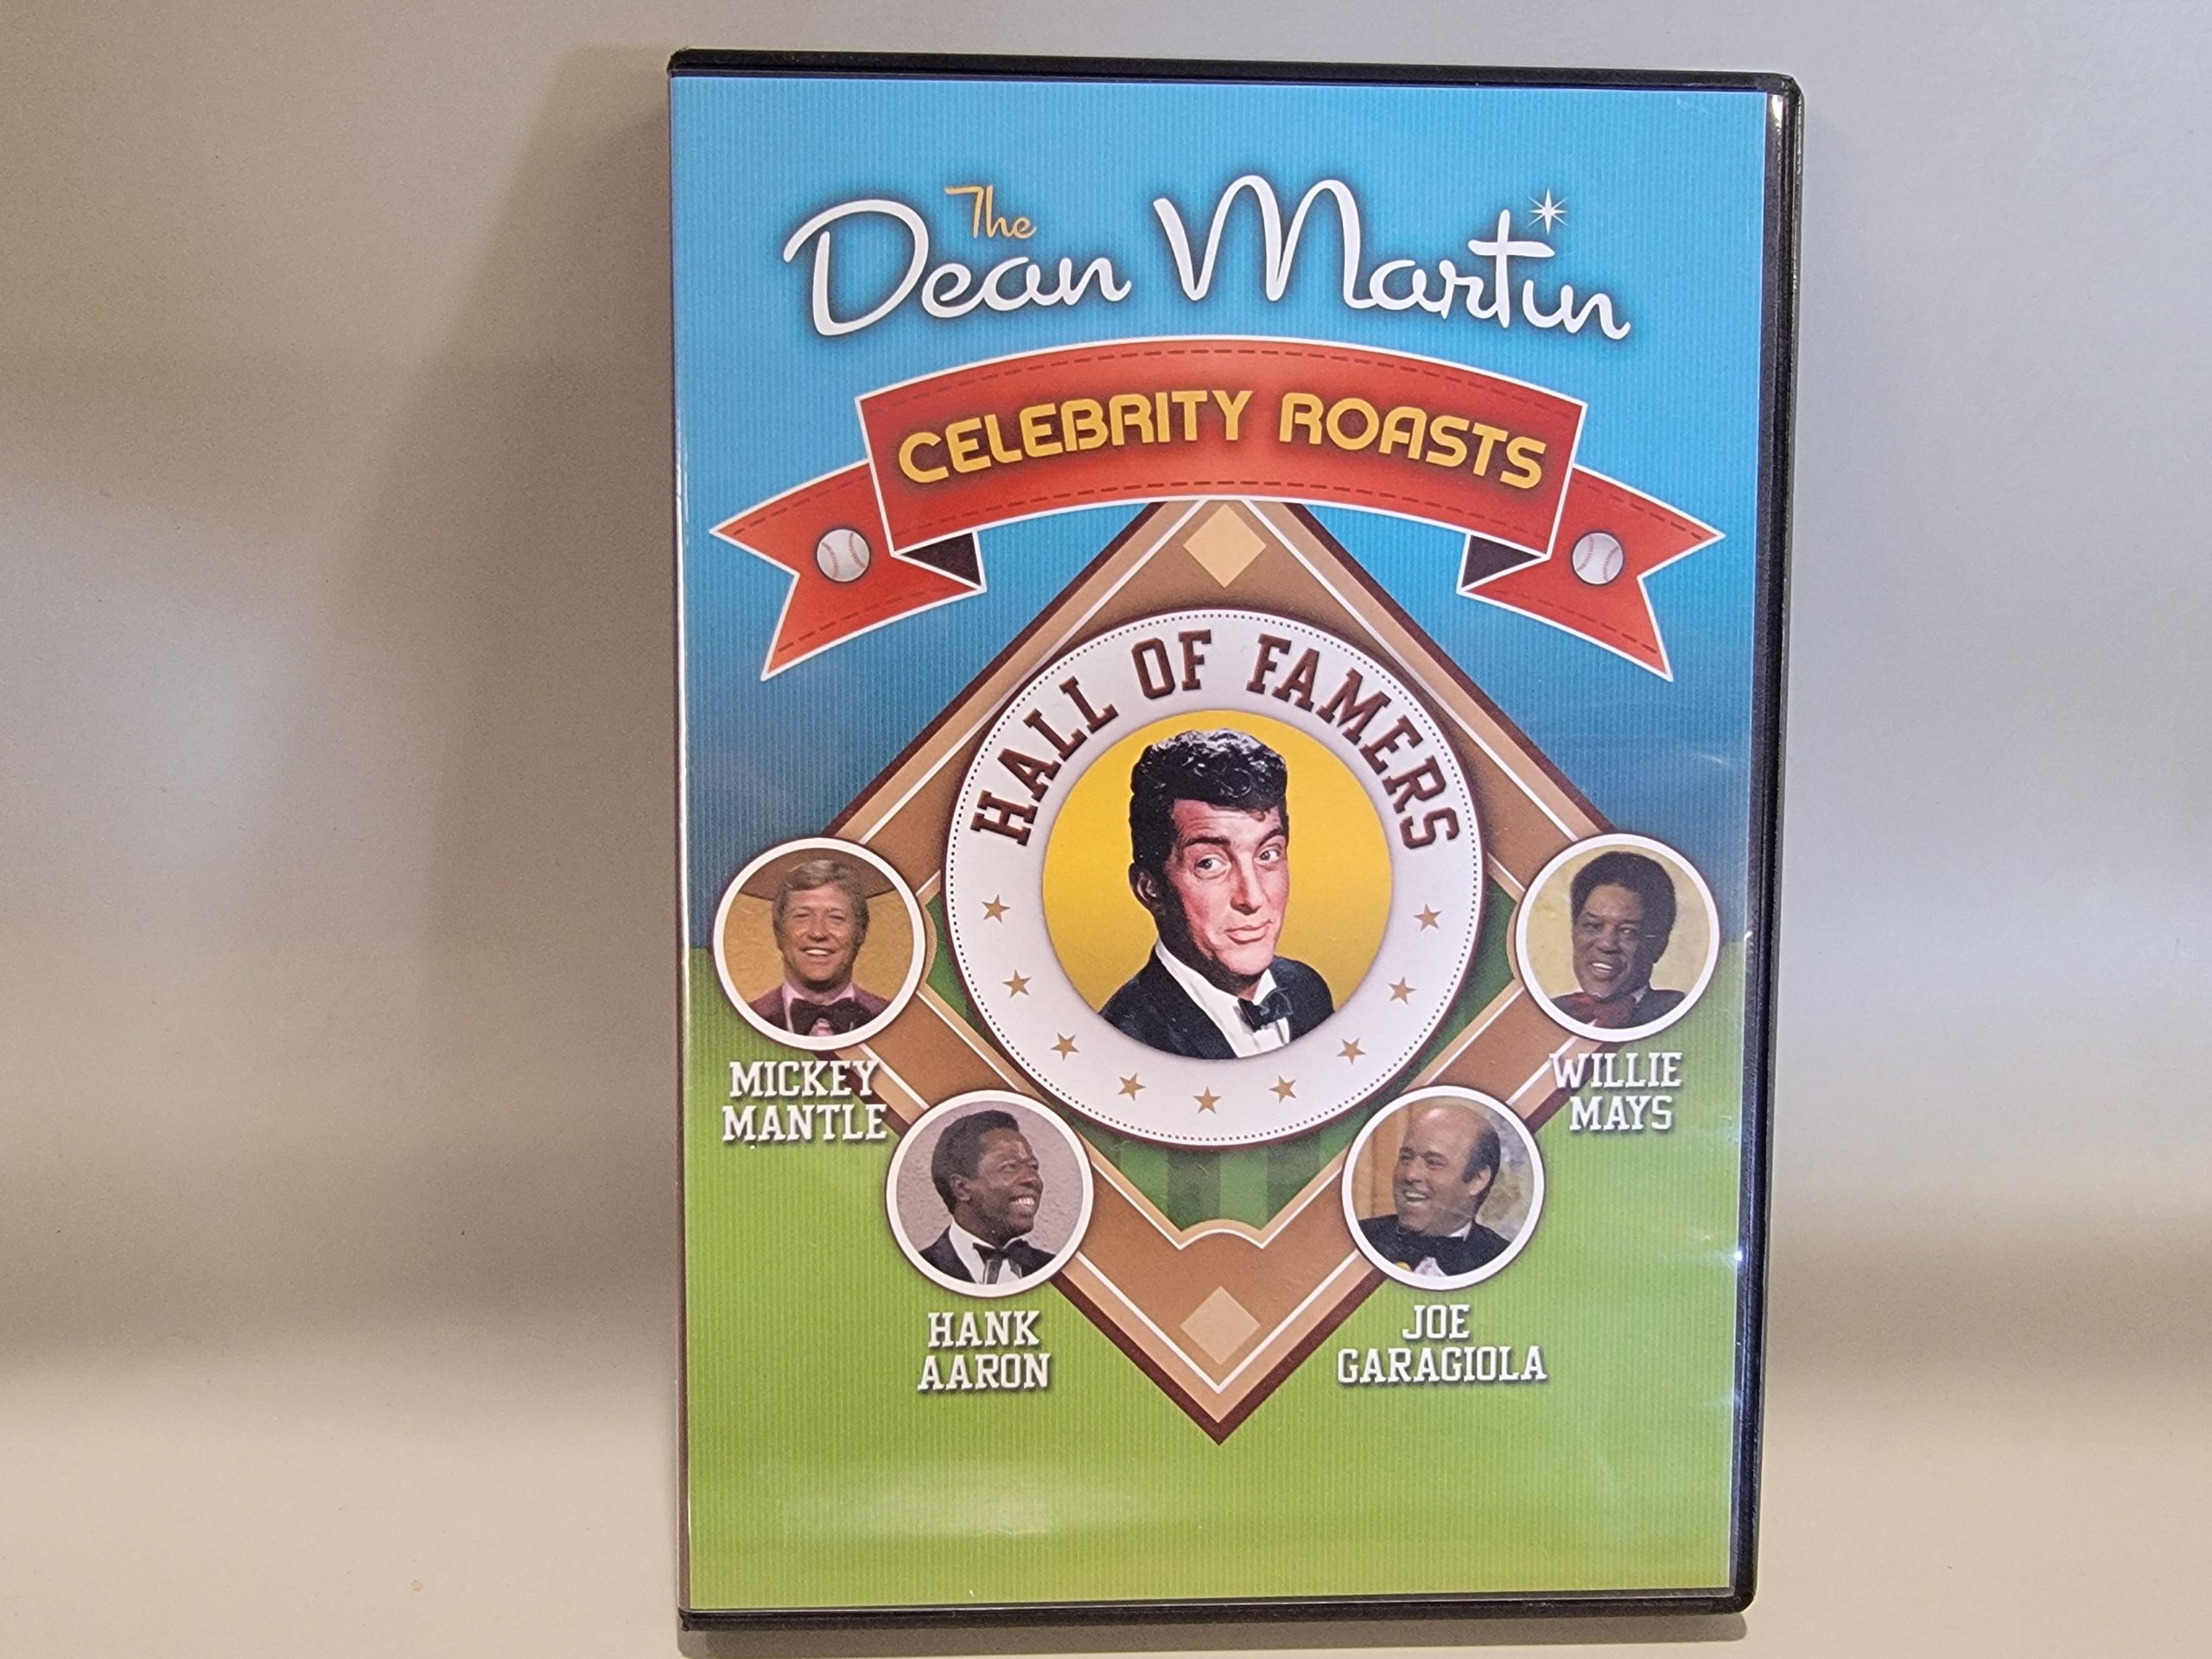 The
Dean Martin
CELEBRITY ROASTS
HALL OF FAMERS
MICKEY
MANTLE
WILLIE
MAYS
HANK
AARON
JOE
GARAGIOLA